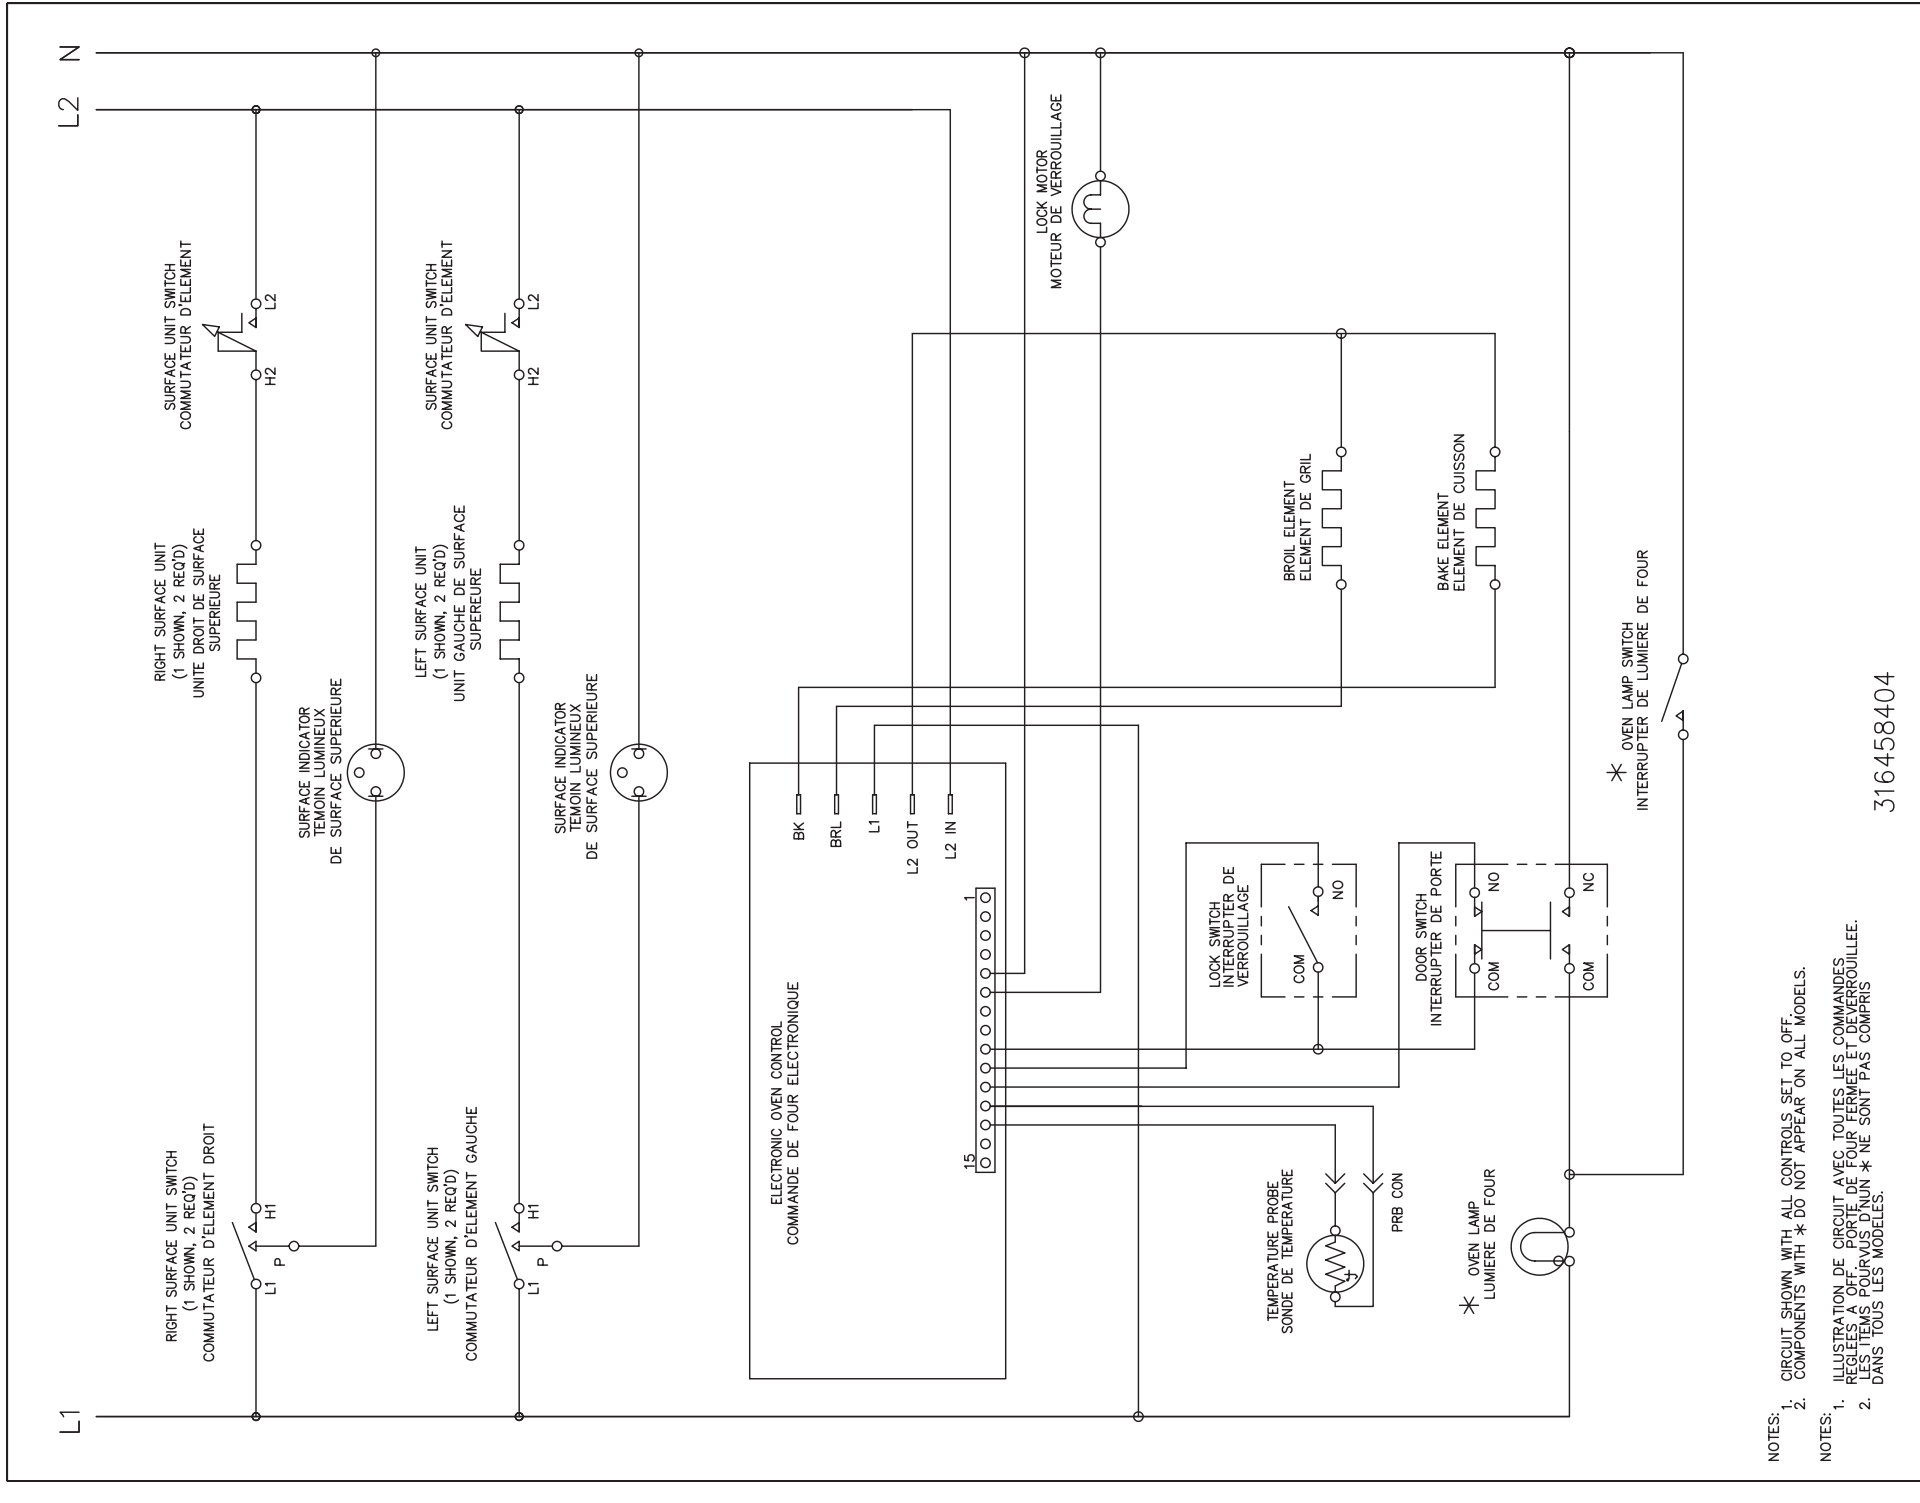 L1
L2
N
RIGHT SURFACE UNIT SWITCH
(1 SHOWN, 2 REQ'D)
COMMUTATEUR D'ELEMENT DROIT
L1
P
H1
RIGHT SURFACE UNIT
(1 SHOWN, 2 REQ'D)
UNITE DROIT DE SURFACE
SUPERIEURE
SURFACE UNIT SWITCH
COMMUTATEUR D'ELEMENT
H2
L2
SURFACE INDICATOR
TEMOIN LUMINEUX
DE SURFACE SUPERIEURE
LEFT SURFACE UNIT SWITCH
(1 SHOWN, 2 REQ'D)
COMMUTATEUR D'ELEMENT GAUCHE
L1
P
H1
LEFT SURFACE UNIT
(1 SHOWN, 2 REQ'D)
UNIT GAUCHE DE SURFACE
SUPEREURE
SURFACE UNIT SWITCH
COMMUTATEUR D'ELEMENT
H2
L2
SURFACE INDICATOR
TEMOIN LUMINEUX
DE SURFACE SUPERIEURE
ELECTRONIC OVEN CONTROL
COMMANDE DE FOUR ELECTRONIQUE
BK
BRL
L1
L2 OUT
L2 IN
15
1
LOCK MOTOR
MOTEUR DE VERROUILLAGE
LOCK SWITCH
INTERRUPTER DE
VERROUILLAGE
COM
NO
BROIL ELEMENT
ELEMENT DE GRIL
BAKE ELEMENT
ELEMENT DE CUISSON
TEMPERATURE PROBE
SONDE DE TEMPERATURE
PRB CON
DOOR SWITCH
INTERRUPTER DE PORTE
COM
NO
COM
NC
* OVEN LAMP
LUMIERE DE FOUR
* OVEN LAMP SWITCH
INTERRUPTER DE LUMIERE DE FOUR
NOTES:
1. CIRCUIT SHOWN WITH ALL CONTROLS SET TO OFF.
2. COMPONENTS WITH * DO NOT APPEAR ON ALL MODELS.
NOTES:
1. ILLUSTRATION DE CIRCUIT AVEC TOUTES LES COMMANDES
REGLEES A OFF. PORTE DE FOUR FERMEE ET DEVERROUILLEE.
2. LES ITEMS POURVUS D'NUN * NE SONT PAS COMPRIS
DANS TOUS LES MODELES.
316458404